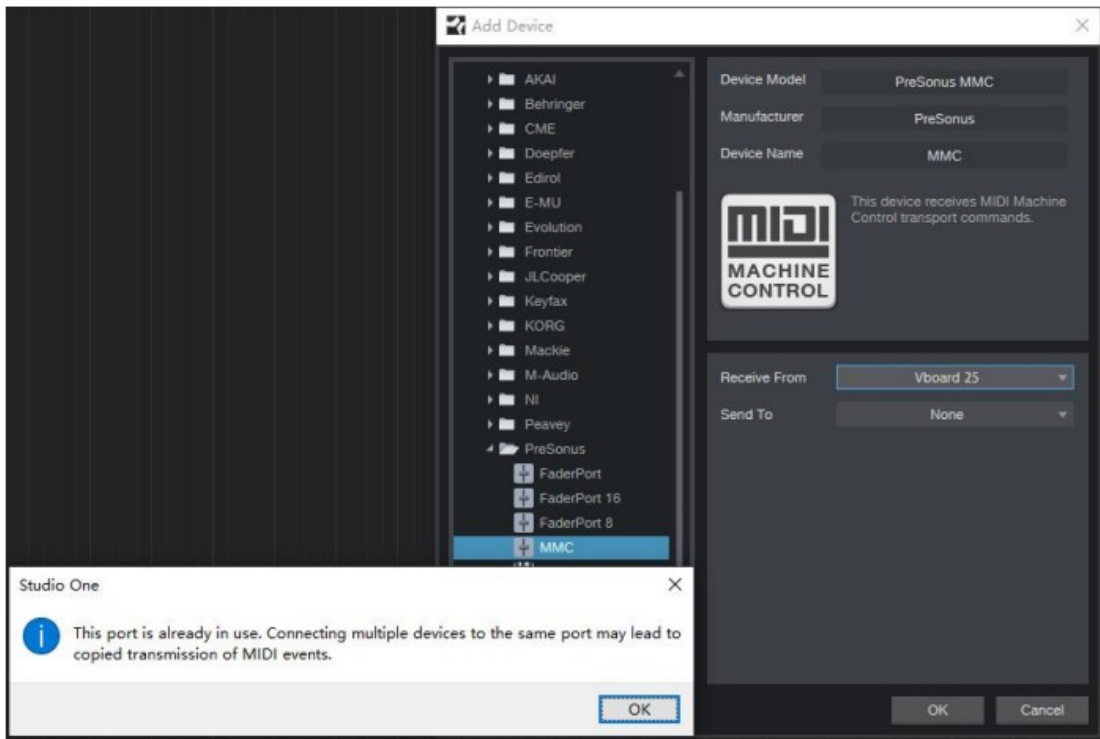 Add Device
AKAI
Behringer
CME
Doepfer
Edirol
E-MU
Evolution
Frontier
JLCooper
Keyfax
KORG
Mackie
M-Audio
NI
Peavey
PreSonus
FaderPort
FaderPort 16
FaderPort 8
MMC
Device Model
PreSonus MMC
Manufacturer
PreSonus
Device Name
MMC
MIDI
MACHINE
CONTROL
This device receives MIDI Machine
Control transport commands.
Receive From
Vboard 25
Send To
None
OK
Cancel
Studio One
This port is already in use. Connecting multiple devices to the same port may lead to
copied transmission of MIDI events.
OK